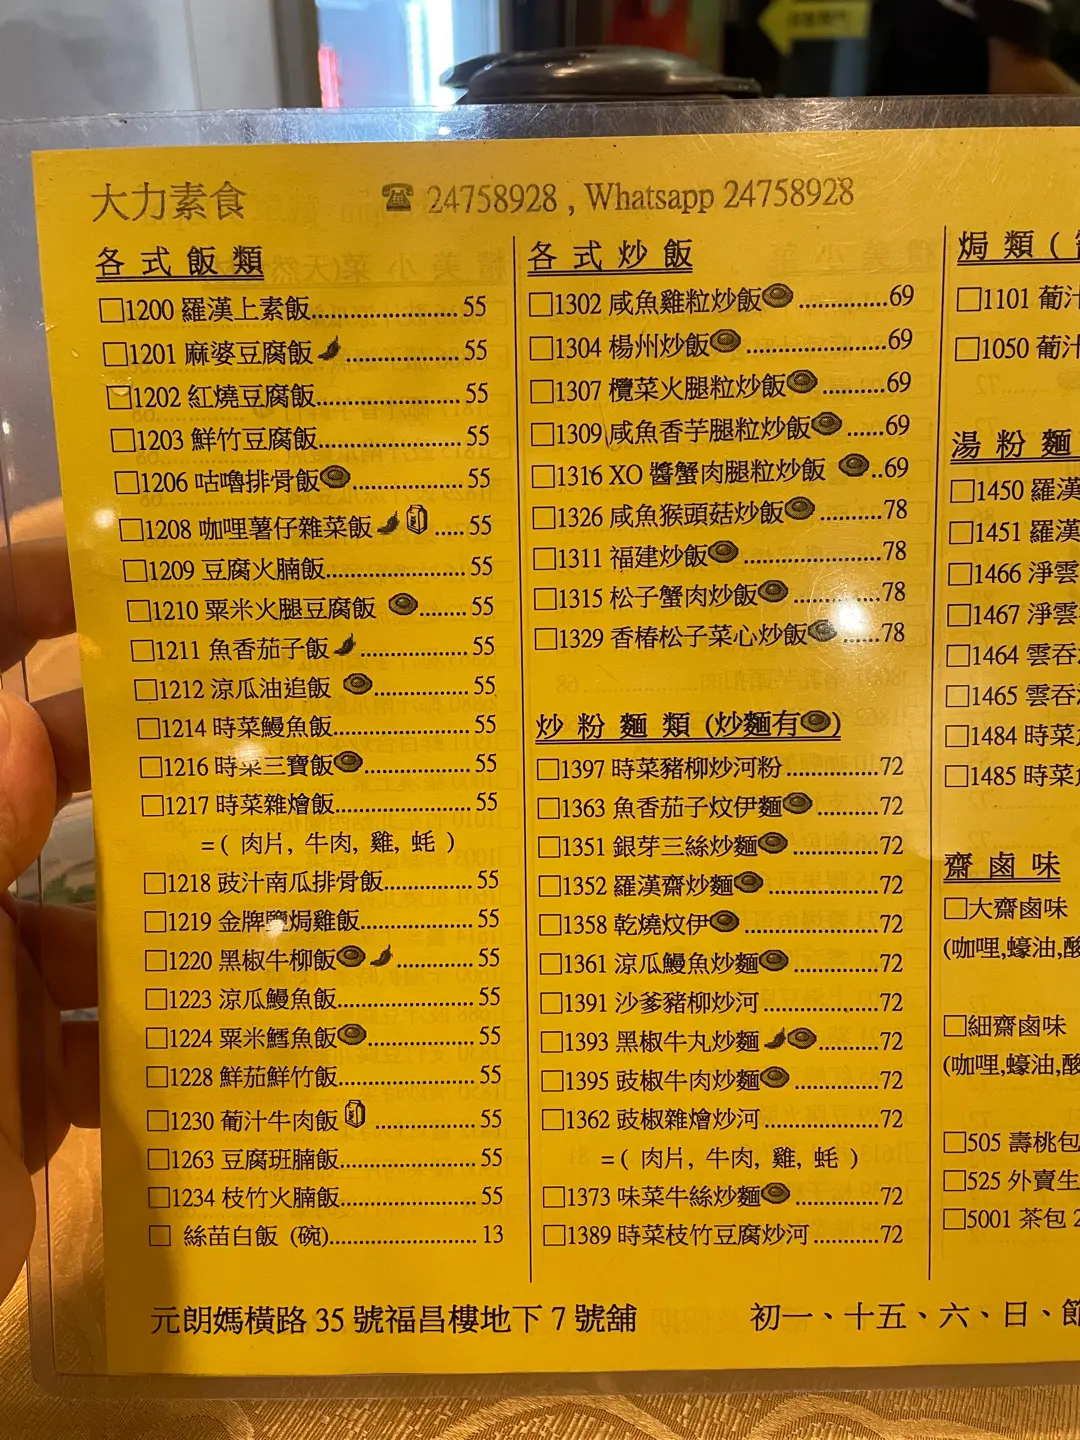 大力素食 ☎ 24758928 , Whatsapp 24758928
各式飯類
□1200 羅漢上素飯 55
□1201 麻婆豆腐飯 55
□1202 紅燒豆腐飯 55
□1203 鮮竹豆腐飯 55
□1206 咕嚕排骨飯 55
□1208 咖哩薯仔雜菜飯 55
□1209 豆腐火腩飯 55
□1210 粟米火腿豆腐飯 55
□1211 魚香茄子飯 55
□1212 涼瓜油追飯 55
□1214 時菜鰻魚飯 55
□1216 時菜三寶飯 55
□1217 時菜雜燴飯 55
=( 肉片, 牛肉, 雞, 蚝 )
□1218 豉汁南瓜排骨飯 55
□1219 金牌鹽焗雞飯 55
□1220 黑椒牛柳飯 55
□1223 涼瓜鰻魚飯 55
□1224 粟米鱈魚飯 55
□1228 鮮茄鮮竹飯 55
□1230 葡汁牛肉飯 55
□1263 豆腐班腩飯 55
□1234 枝竹火腩飯 55
□ 絲苗白飯 (碗) 13
各式炒飯
□1302 咸魚雞粒炒飯 69
□1304 楊州炒飯 69
□1307 欖菜火腿粒炒飯 69
□1309 咸魚香芋腿粒炒飯 69
□1316 XO 醬蟹肉腿粒炒飯 69
□1326 咸魚猴頭菇炒飯 78
□1311 福建炒飯 78
□1315 松子蟹肉炒飯 78
□1329 香椿松子菜心炒飯 78
炒粉麵類 (炒麵有)
□1397 時菜豬柳炒河粉 72
□1363 魚香茄子炆伊麵 72
□1351 銀芽三絲炒麵 72
□1352 羅漢齋炒麵 72
□1358 乾燒炆伊 72
□1361 涼瓜鰻魚炒麵 72
□1391 沙爹豬柳炒河 72
□1393 黑椒牛丸炒麵 72
□1395 豉椒牛肉炒麵 72
□1362 豉椒雜燴炒河 72
=( 肉片, 牛肉, 雞, 蚝 )
□1373 味菜牛絲炒麵 72
□1389 時菜枝竹豆腐炒河 72
焗類 (
□1101 葡汁
□1050 葡汁
湯粉麵
□1450 羅漢
□1451 羅漢
□1466 淨雲
□1467 淨雲
□1464 雲吞
□1465 雲吞
□1484 時菜
□1485 時菜
齋鹵味
□大齋鹵味
(咖哩,蠔油,酸
□細齋鹵味
(咖哩,蠔油,酸
□505 壽桃包
□525 外賣生
□5001 茶包 2
元朗媽橫路 35 號福昌樓地下 7 號舖
初一、十五、六、日、節